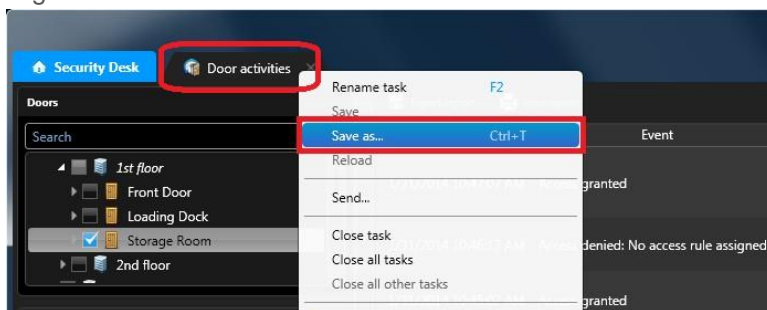 Security Desk
Door activities
Doors
Search
1st floor
Front Door
Loading Dock
Storage Room
2nd floor
Rename task F2
Save
Save as... Ctrl+T
Reload
Send...
Close task
Close all tasks
Close all other tasks
Event
granted
denied: No access rule assigned
granted